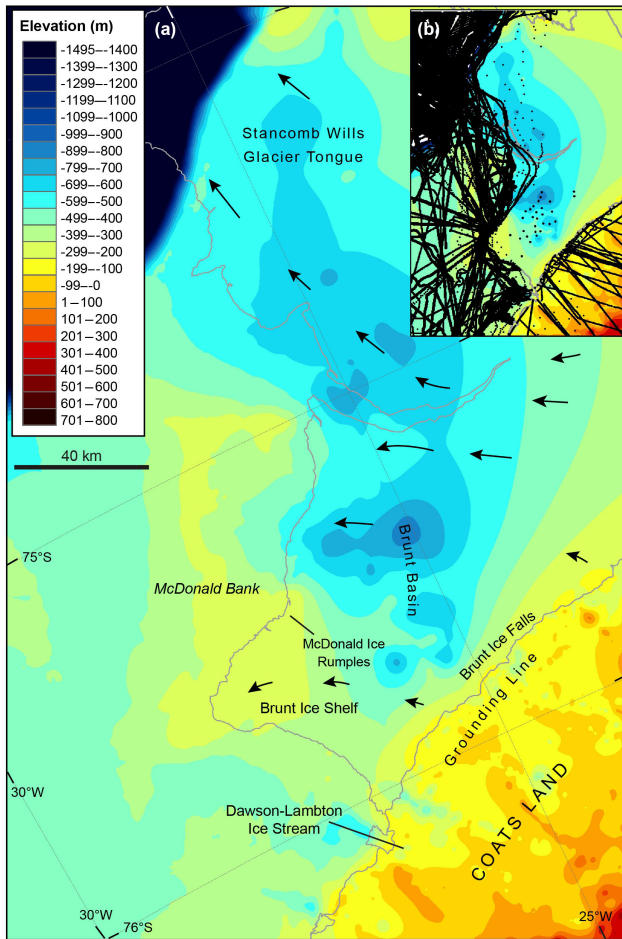 Elevation (m)
-1495–-1400
-1399–-1300
-1299–-1200
-1199–-1100
-1099–-1000
-999–-900
-899–-800
-799–-700
-699–-600
-599–-500
-499–-400
-399–-300
-299–-200
-199–-100
-99–0
1–100
101–200
201–300
301–400
401–500
501–600
601–700
701–800
40 km
(a)
(b)
Stancomb Wills
Glacier Tongue
75°S
McDonald Bank
Brunt Basin
McDonald Ice
Rumples
Brunt Ice Falls
Grounding Line
Brunt Ice Shelf
COATS LAND
30°W
Dawson-Lambton
Ice Stream
30°W
76°S
25°W